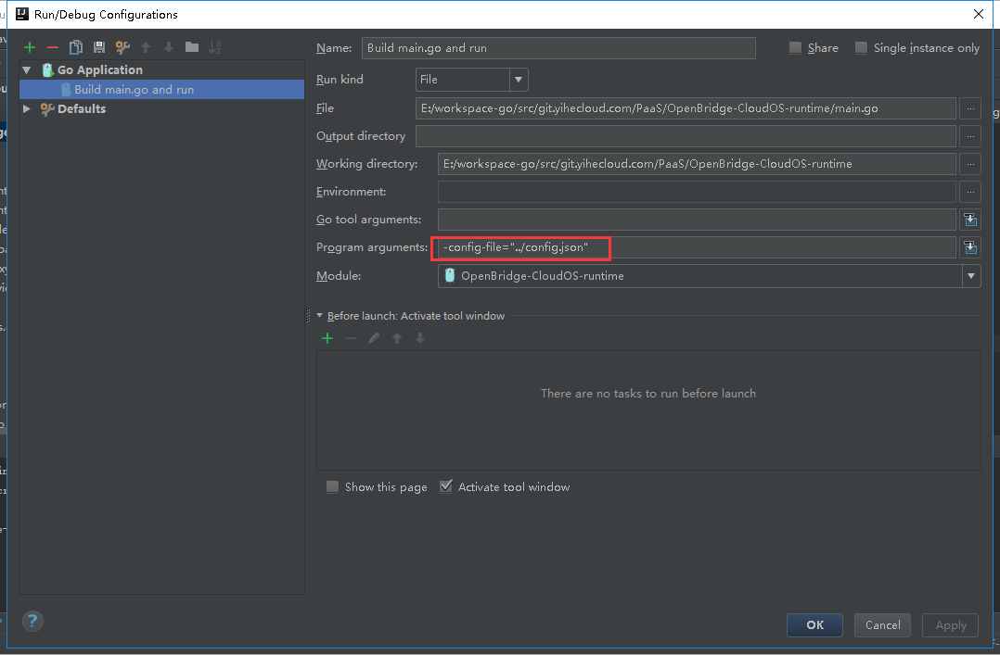 Run/Debug Configurations
Name: Build main.go and run Share Single instance only
Go Application
Build main.go and run
Defaults
Run kind File
File E:/workspace-go/src/git.yihecloud.com/PaaS/OpenBridge-CloudOS-runtime/main.go ...
Output directory ...
Working directory: E:/workspace-go/src/git.yihecloud.com/PaaS/OpenBridge-CloudOS-runtime ...
Environment: ...
Go tool arguments:
Program arguments: -config-file="../config.json"
Module: OpenBridge-CloudOS-runtime
Before launch: Activate tool window
There are no tasks to run before launch
Show this page Activate tool window
?
OK Cancel Apply